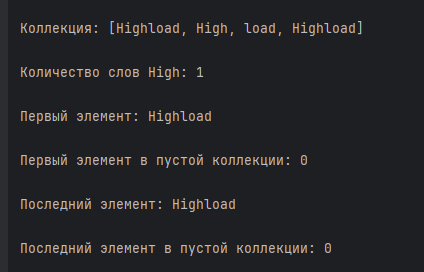 Коллекция: [Highload, High, load, Highload]
Количество слов High: 1
Первый элемент: Highload
Первый элемент в пустой коллекции: 0
Последний элемент: Highload
Последний элемент в пустой коллекции: 0